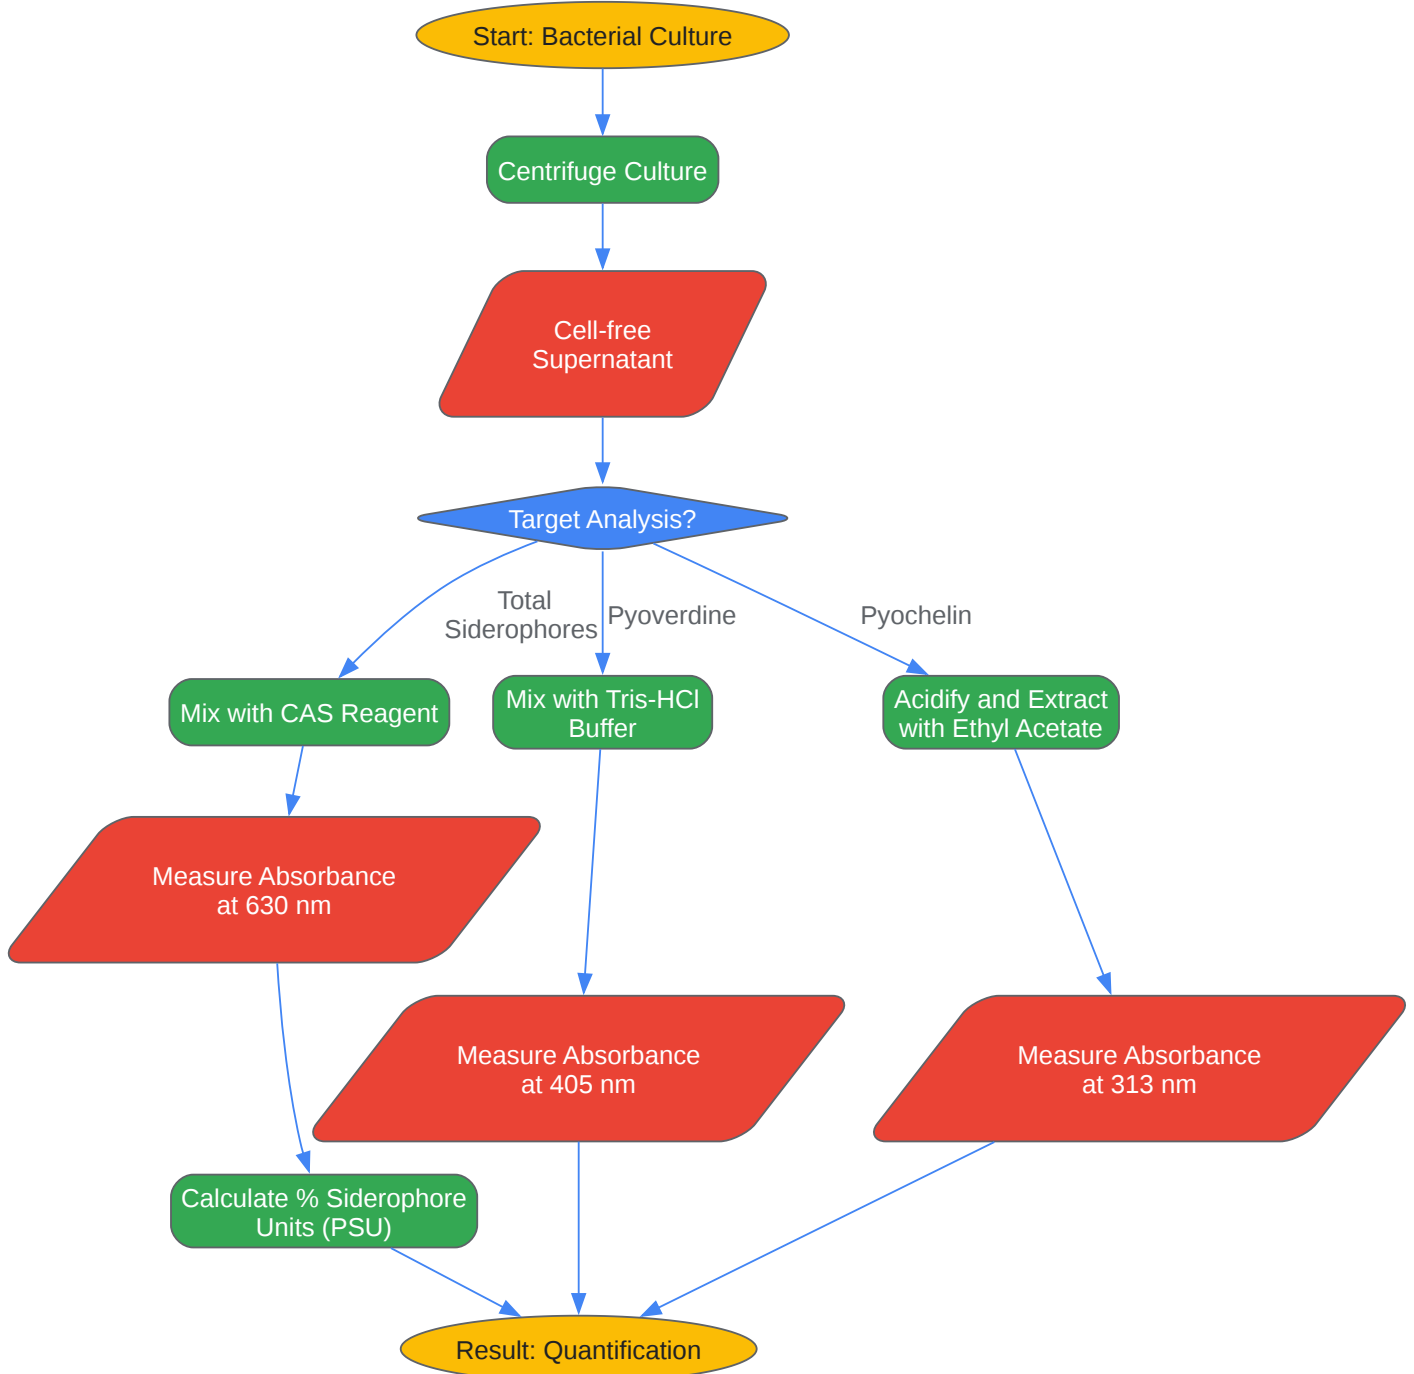 Start: Bacterial Culture
Centrifuge Culture
Cell-free
Supernatant
Target Analysis?
Total
Siderophores
Pyoverdine
Pyochelin
Mix with CAS Reagent
Mix with Tris-HCl
Buffer
Acidify and Extract
with Ethyl Acetate
Measure Absorbance
at 630 nm
Measure Absorbance
at 405 nm
Measure Absorbance
at 313 nm
Calculate % Siderophore
Units (PSU)
Result: Quantification